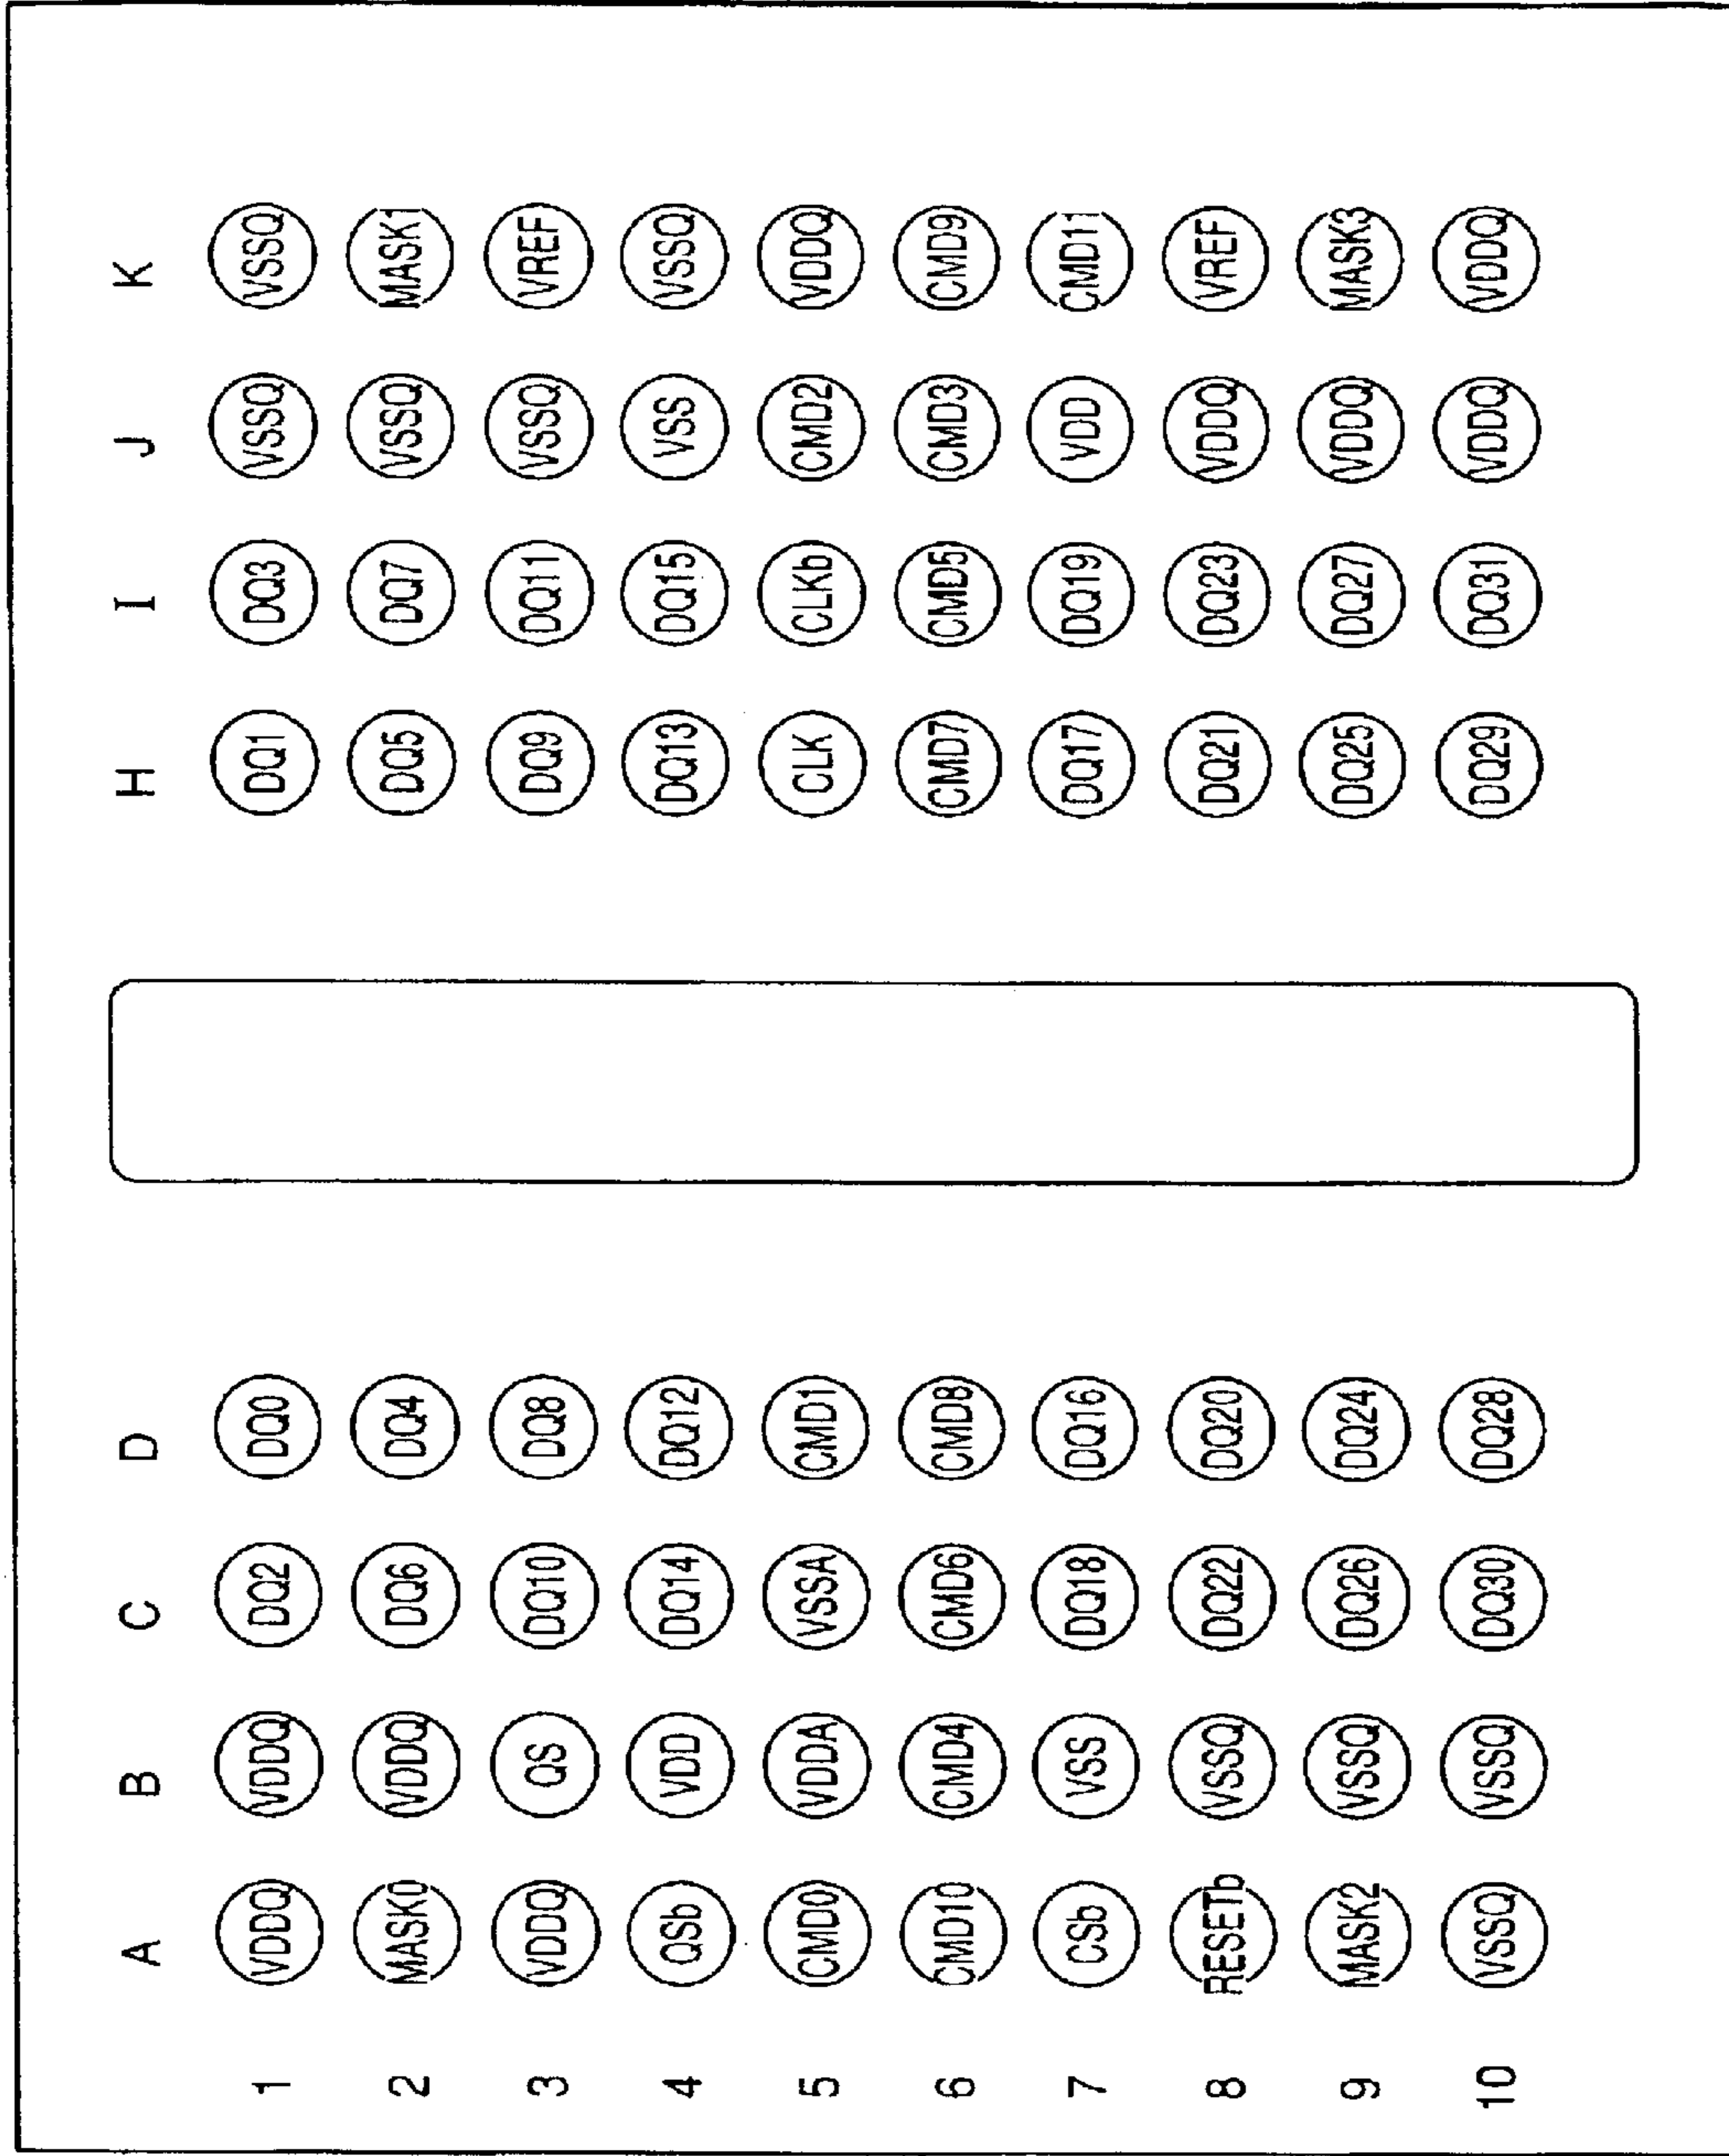 A B C D H I J K
1 VDDQ VDDQ DQ2 DQ0 DQ1 DQ3 VSSQ VSSQ
2 MASK0 VDDQ DQ6 DQ4 DQ5 DQ7 VSSQ MASK1
3 VDDQ QS DQ10 DQ8 DQ9 DQ11 VSSQ VREF
4 QSb VDD DQ14 DQ12 DQ13 DQ15 VSS VSSQ
5 CMD0 VDDA VSSA CMD1 CLK CLKb CMD2 VDDQ
6 CMD10 CMD4 CMD6 CMD8 CMD7 CMD5 CMD3 CMD9
7 CSb VSS DQ18 DQ16 DQ17 DQ19 VDD CMD11
8 RESETb VSSQ DQ22 DQ20 DQ21 DQ23 VDDQ VREF
9 MASK2 VSSQ DQ26 DQ24 DQ25 DQ27 VDDQ MASK3
10 VSSQ VSSQ DQ30 DQ28 DQ29 DQ31 VDDQ VDDQ